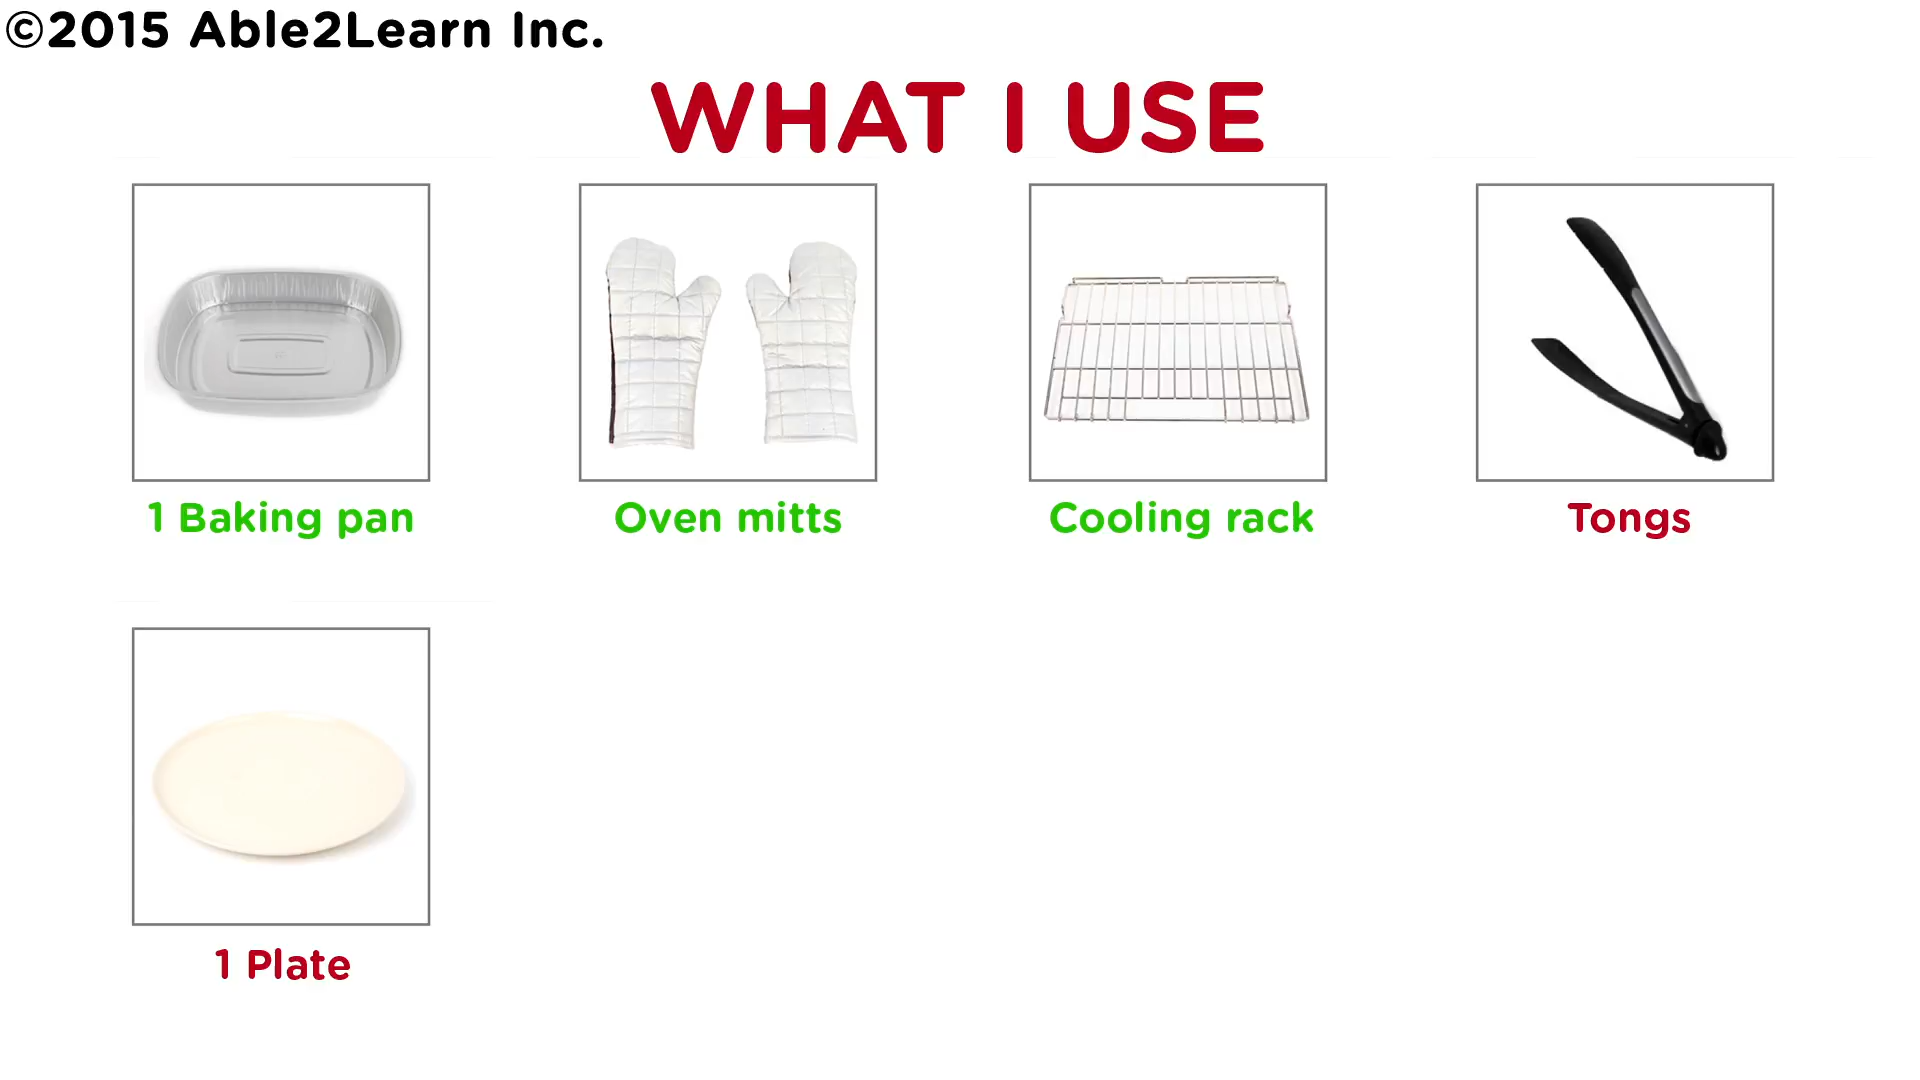 ©2015 Able2Learn Inc.
WHAT I USE
1 Baking pan
Oven mitts
Cooling rack
Tongs
1 Plate